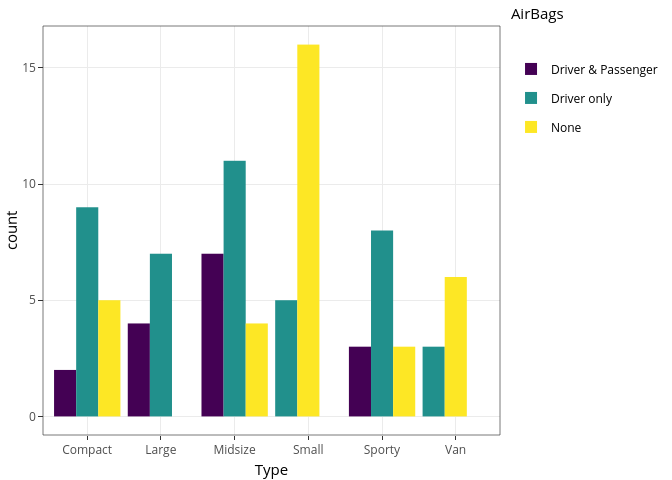 AirBags
Driver & Passenger
Driver only
None
count
15
10
5
0
Compact Large Midsize Small Sporty Van
Type